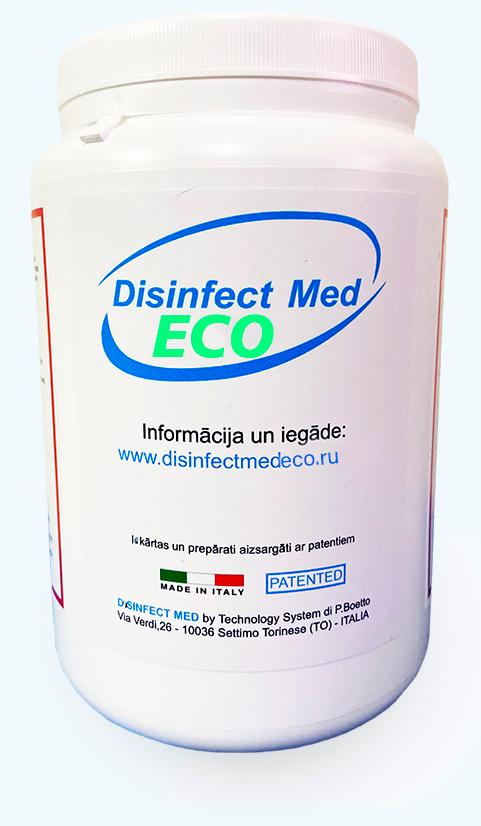 Disinfect Med
ECO
Informācija un iegāde:
www.disinfectmedeco.ru
Iekārtas un prepārati aizsargāti ar patentiem
MADE IN ITALY
PATENTED
DISINFECT MED by Technology System di P.Boetto
Via Verdi,26 - 10036 Settimo Torinese (TO) - ITALIA